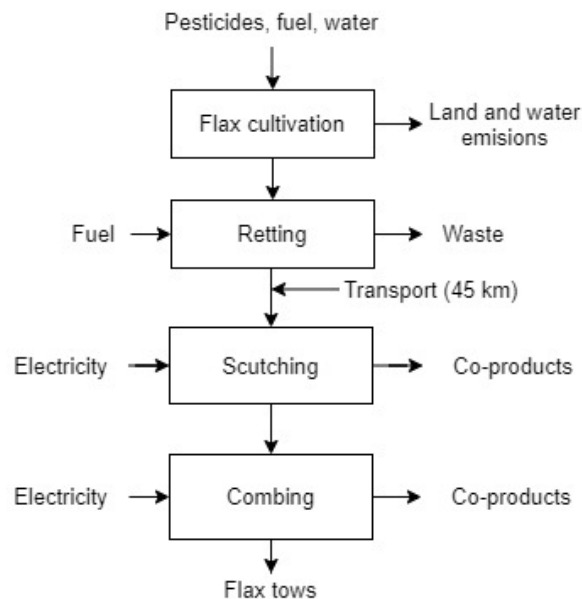 Pesticides, fuel, water
Flax cultivation
Land and water
emisions
Fuel
Retting
Waste
Transport (45 km)
Electricity
Scutching
Co-products
Electricity
Combing
Co-products
Flax tows